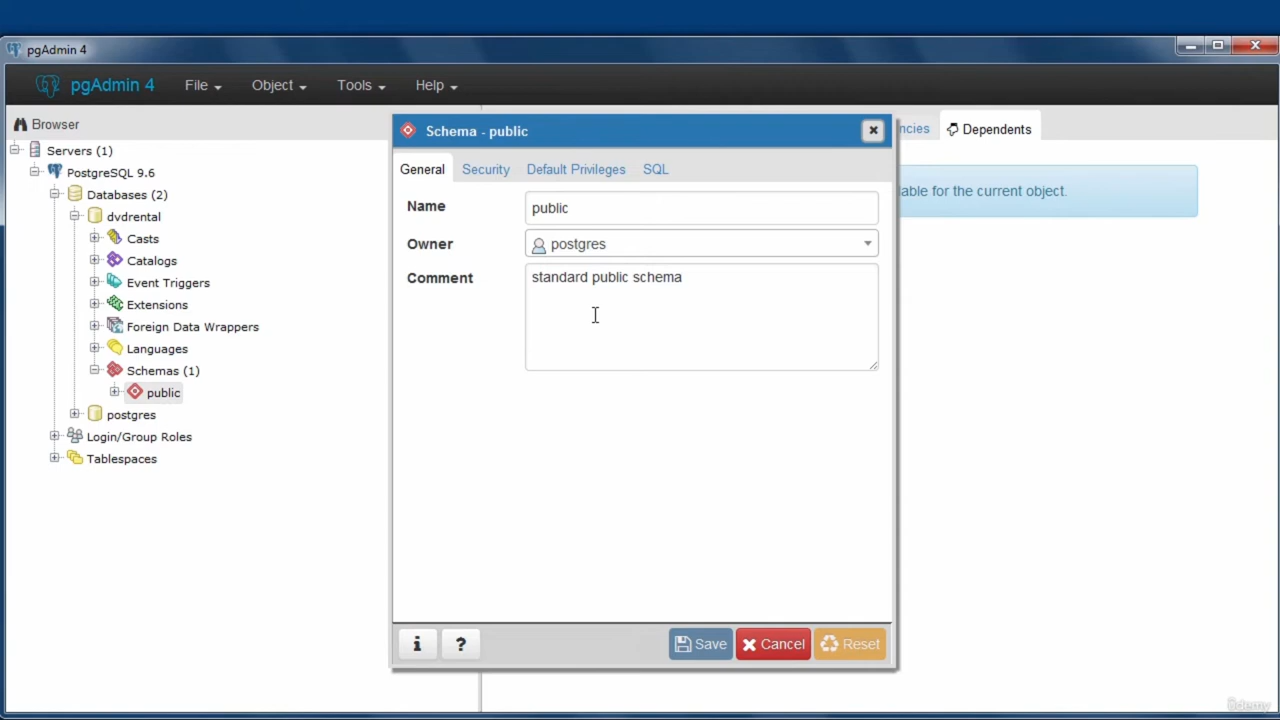 pgAdmin 4
pgAdmin 4 File Object Tools Help
Browser
Servers (1)
PostgreSQL 9.6
Databases (2)
dvdrental
Casts
Catalogs
Event Triggers
Extensions
Foreign Data Wrappers
Languages
Schemas (1)
public
postgres
Login/Group Roles
Tablespaces
ncies Dependents
lable for the current object.
Schema - public
General Security Default Privileges SQL
Name public
Owner postgres
Comment standard public schema
i ? Save Cancel Reset
ûdemy